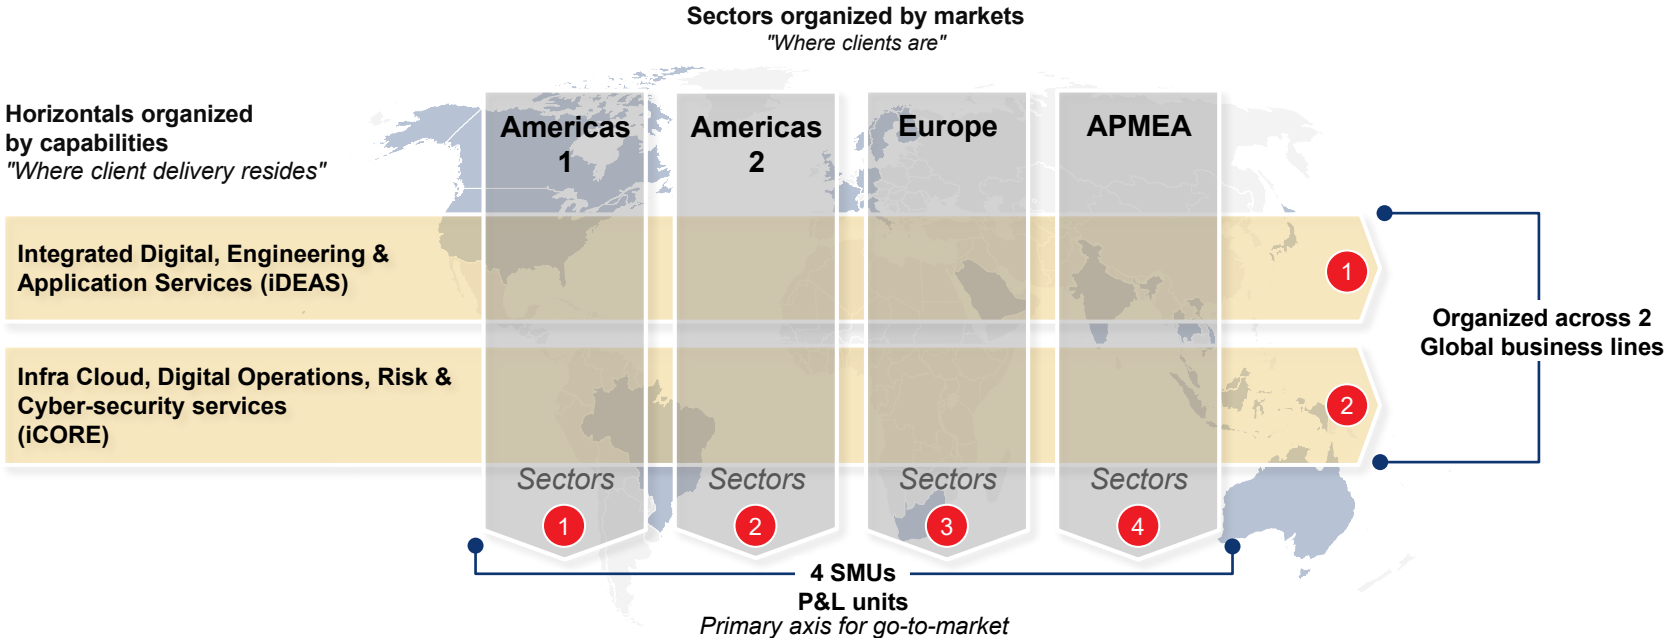 Sectors organized by markets
"Where clients are"
Horizontals organized
by capabilities
"Where client delivery resides"
Americas
1
Americas
2
Europe
APMEA
Integrated Digital, Engineering &
Application Services (iDEAS)
1
Infra Cloud, Digital Operations, Risk &
Cyber-security services
(iCORE)
2
Organized across 2
Global business lines
Sectors
1
Sectors
2
Sectors
3
Sectors
4
4 SMUs
P&L units
Primary axis for go-to-market